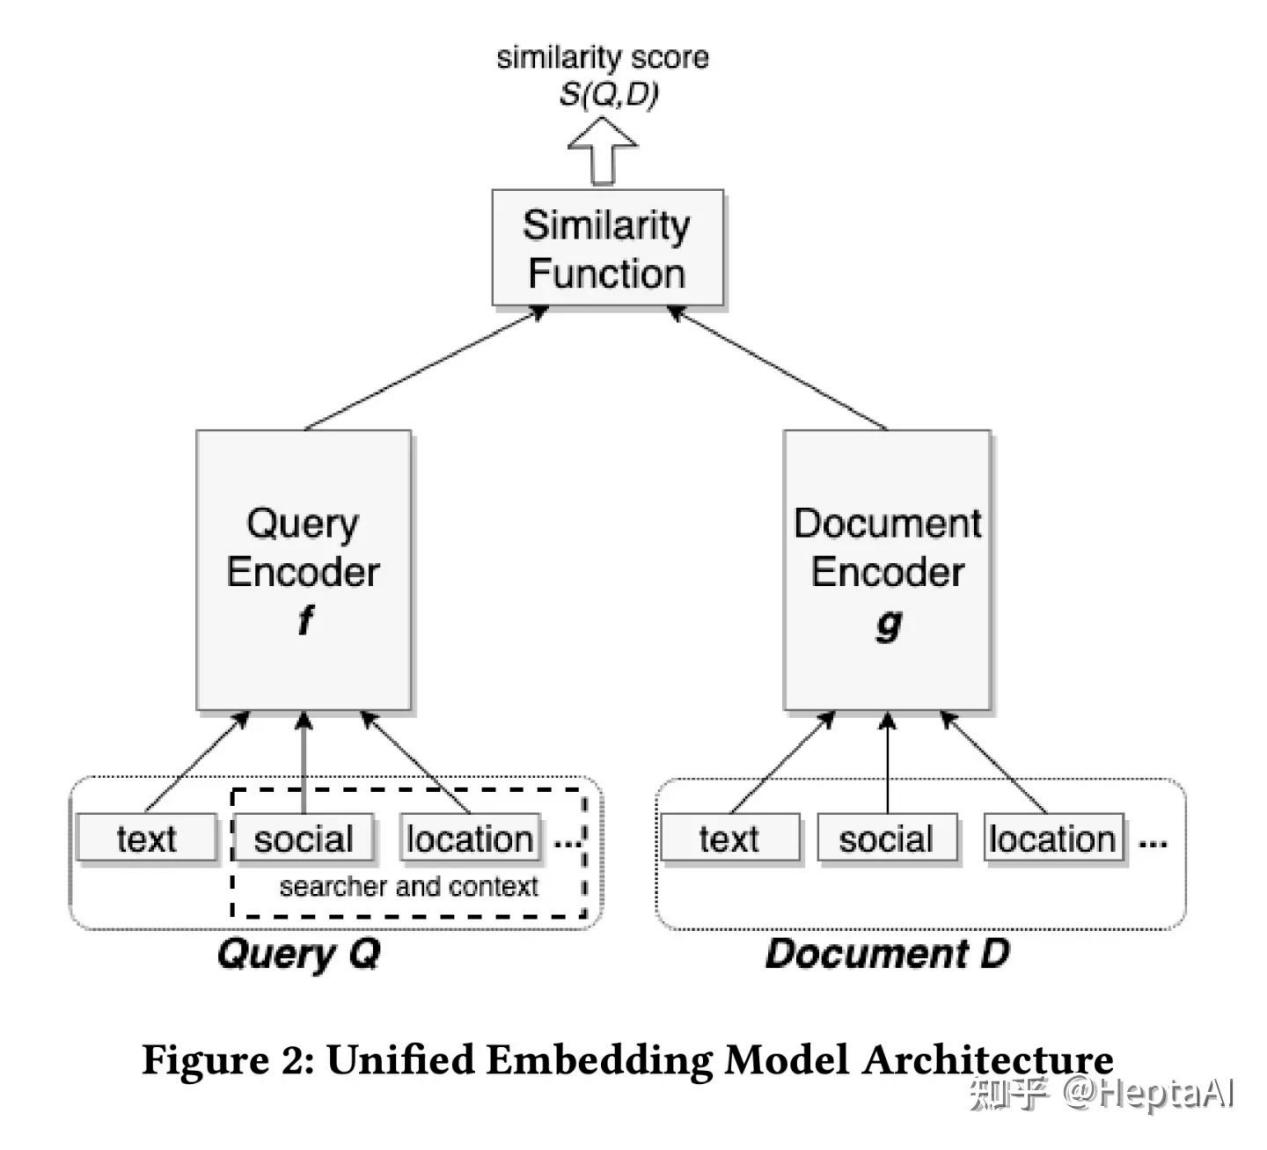 similarity score
S(Q,D)
Similarity
Function
Query
Encoder
f
Document
Encoder
g
text
social
location
...
searcher and context
Query Q
text
social
location
...
Document D
Figure 2: Unified Embedding Model Architecture
知乎 @HeptaAI